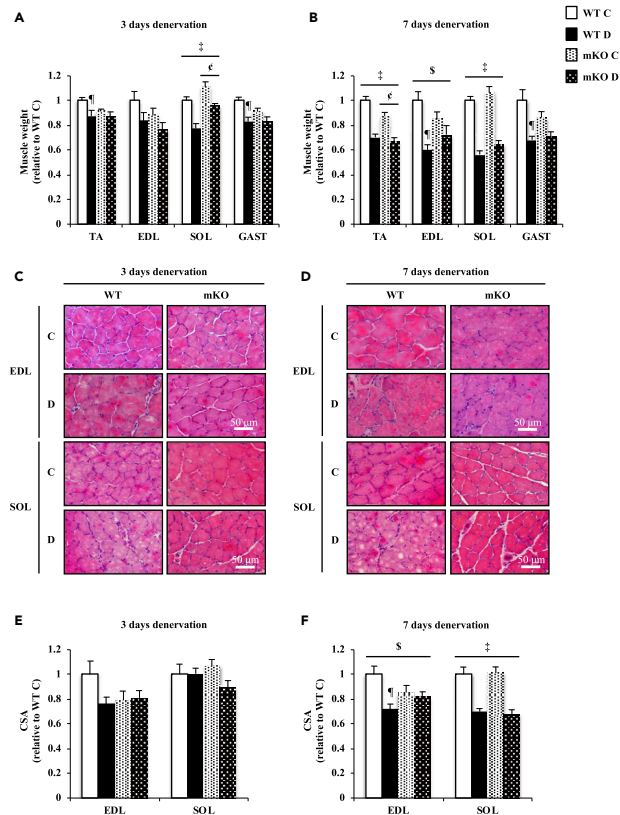 WT C
WT D
mKO C
mKO D
A
3 days denervation
Muscle weight
(relative to WT C)
1.2
1
0.8
0.6
0.4
0.2
0
¶
‡
¢
¶
TA EDL SOL GAST
B
7 days denervation
Muscle weight
(relative to WT C)
1.2
1
0.8
0.6
0.4
0.2
0
‡
¢
$
¶
‡
¶
TA EDL SOL GAST
C
3 days denervation
WT mKO
EDL
C
D
50 µm
SOL
C
D
50 µm
D
7 days denervation
WT mKO
EDL
C
D
50 µm
SOL
C
D
50 µm
E
3 days denervation
CSA
(relative to WT C)
1.2
1
0.8
0.6
0.4
0.2
0
EDL SOL
F
7 days denervation
CSA
(relative to WT C)
1.2
1
0.8
0.6
0.4
0.2
0
$
¶
‡
EDL SOL